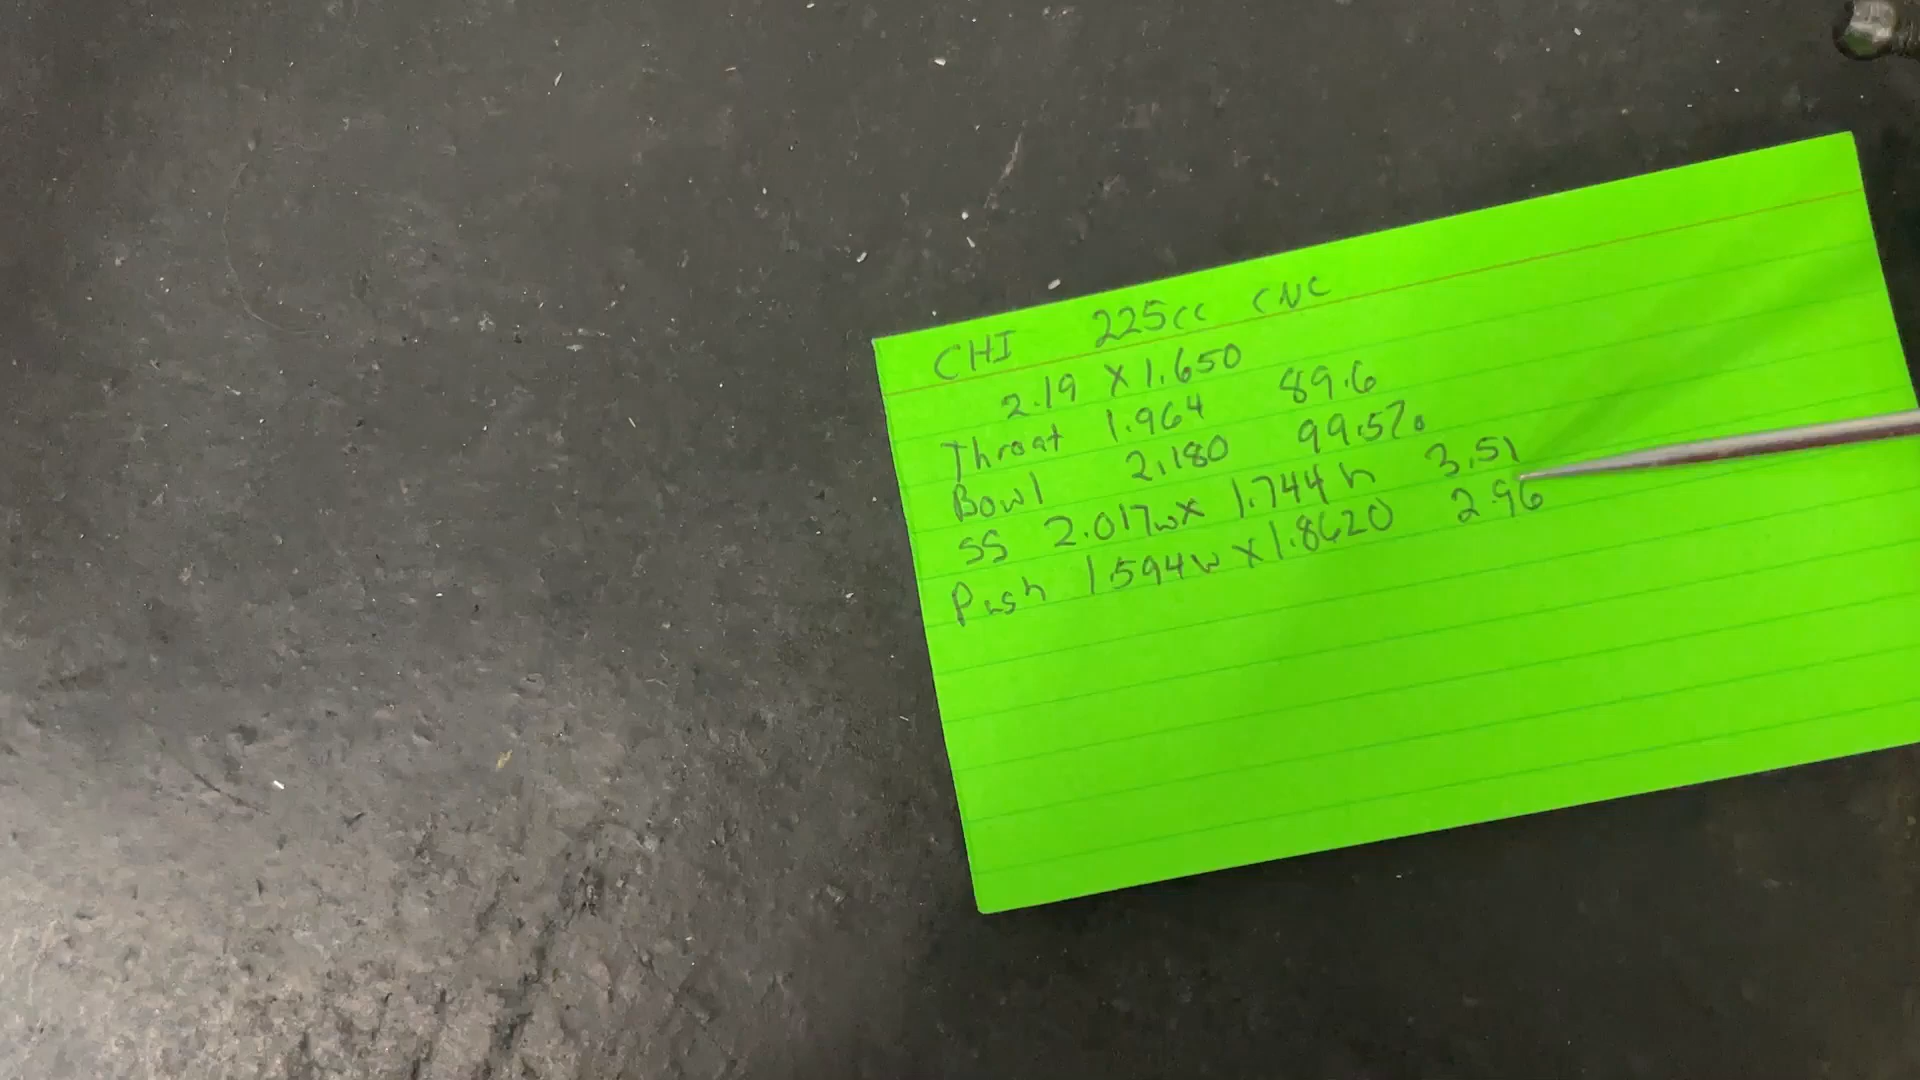 CHI 225cc CNC
2.19 X 1.650
Throat 1.964 89.6
Bowl 2.180 99.5%
SS 2.017w x 1.744 h 3.51
Push 1.594w x 1.8620 2.96